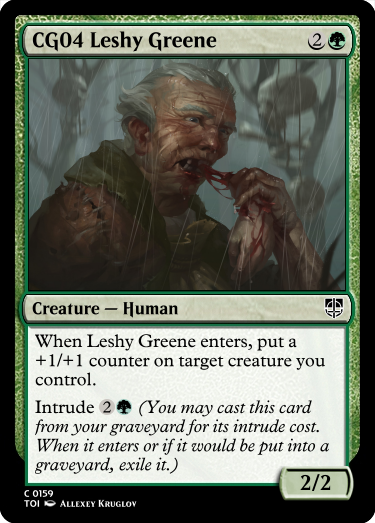 CG04 Leshy Greene 2
Creature — Human
When Leshy Greene enters, put a
+1/+1 counter on target creature you
control.
Intrude 2 (You may cast this card
from your graveyard for its intrude cost.
When it enters or if it would be put into a
graveyard, exile it.)
2/2
C 0159
TOI Allexey Kruglov